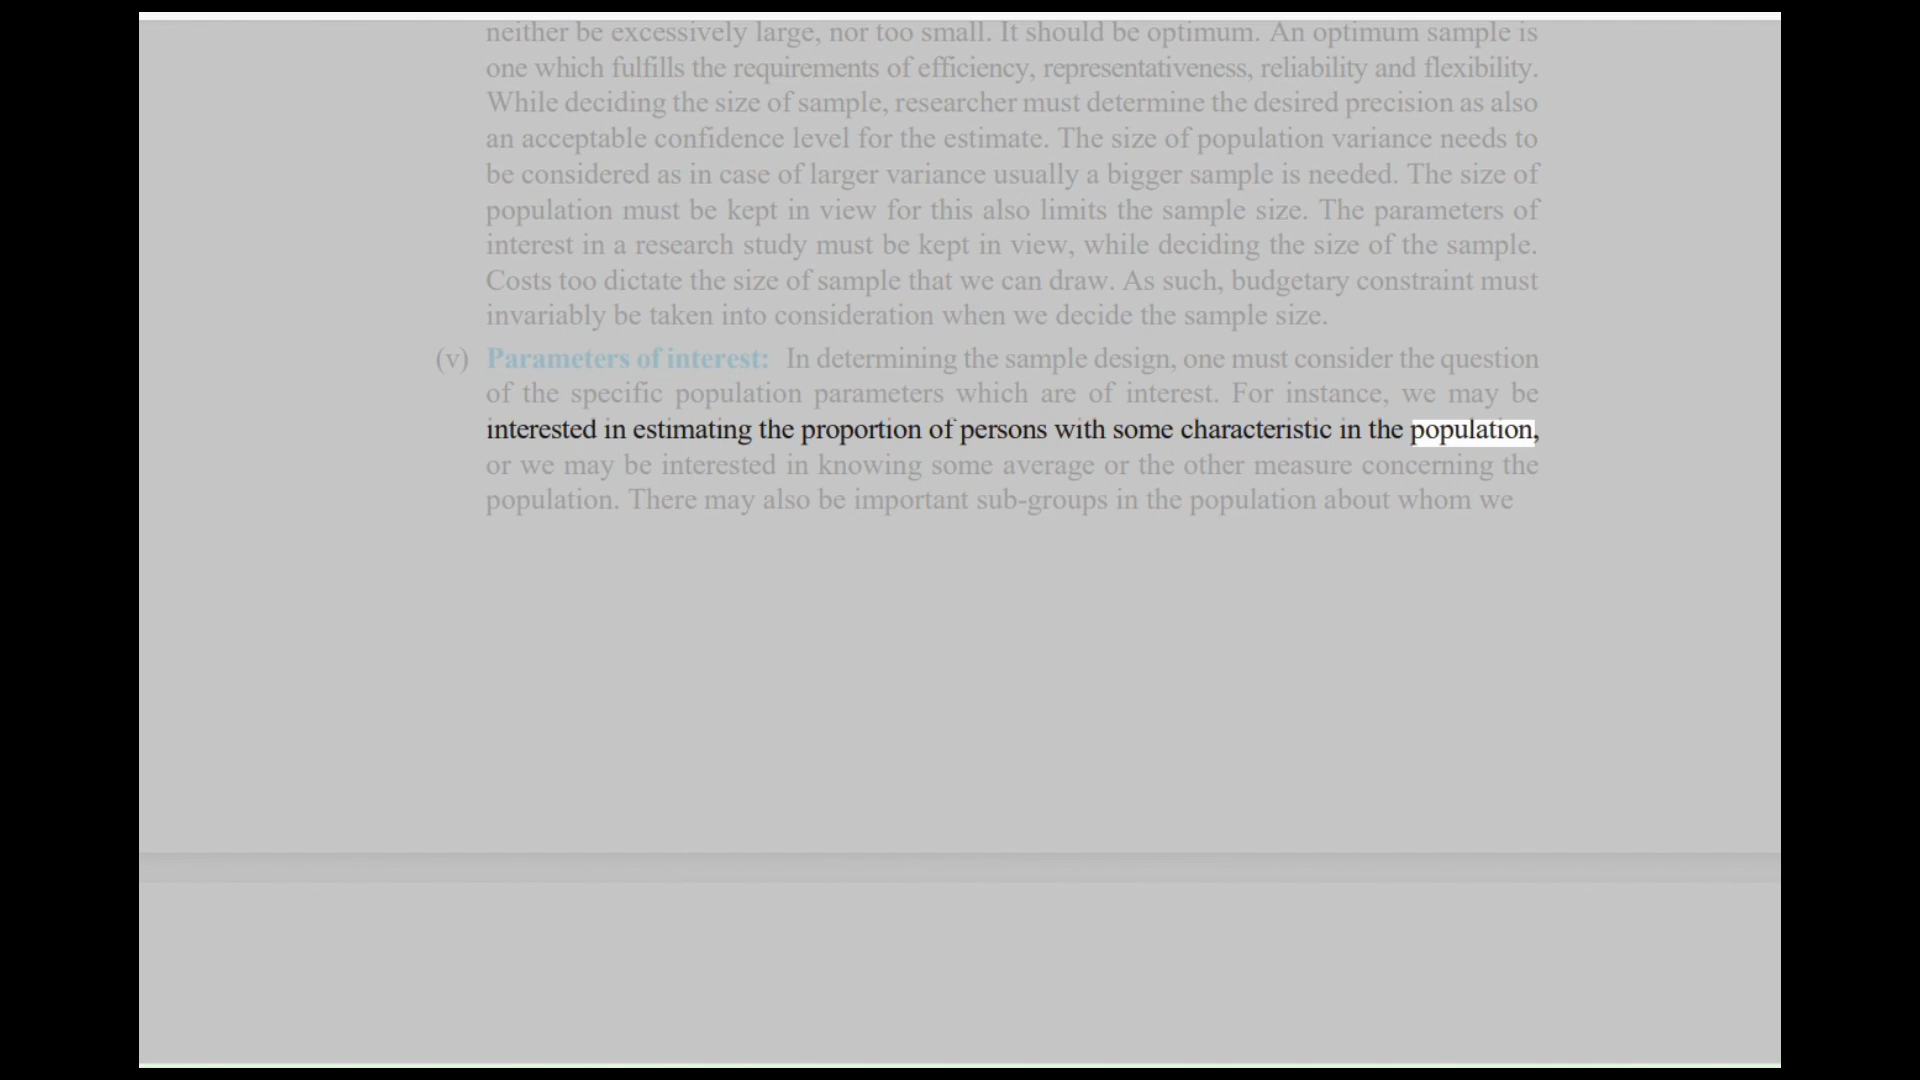 neither be excessively large, nor too small. It should be optimum. An optimum sample is
one which fulfills the requirements of efficiency, representativeness, reliability and flexibility.
While deciding the size of sample, researcher must determine the desired precision as also
an acceptable confidence level for the estimate. The size of population variance needs to
be considered as in case of larger variance usually a bigger sample is needed. The size of
population must be kept in view for this also limits the sample size. The parameters of
interest in a research study must be kept in view, while deciding the size of the sample.
Costs too dictate the size of sample that we can draw. As such, budgetary constraint must
invariably be taken into consideration when we decide the sample size.
(v) Parameters of interest: In determining the sample design, one must consider the question
of the specific population parameters which are of interest. For instance, we may be
interested in estimating the proportion of persons with some characteristic in the population,
or we may be interested in knowing some average or the other measure concerning the
population. There may also be important sub-groups in the population about whom we